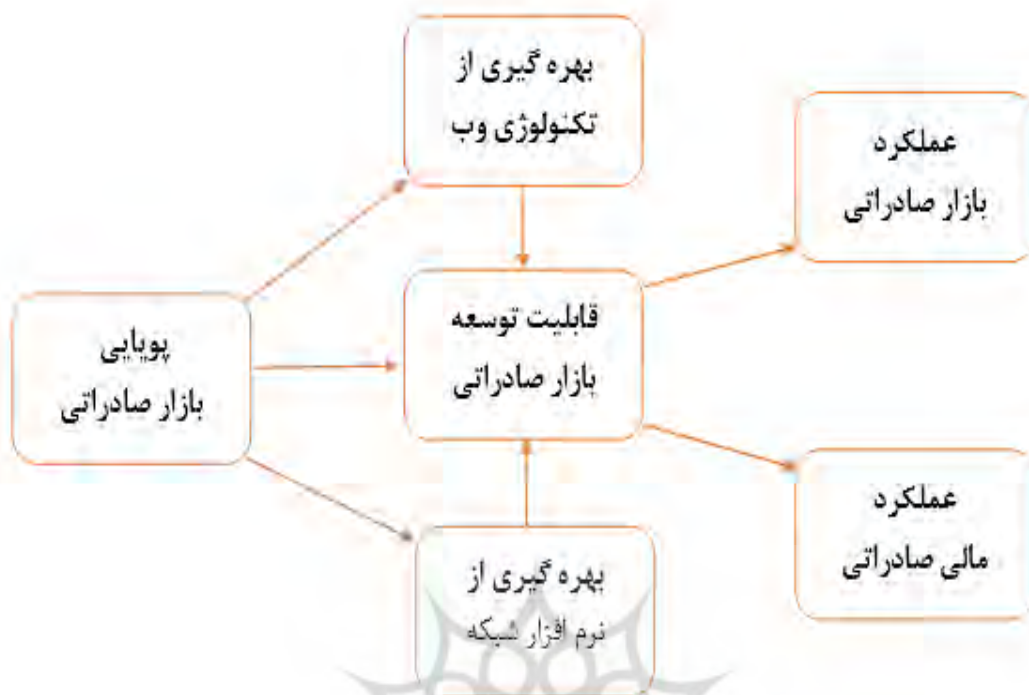 بهره گیری از
تکنولوژی وب
عملکرد
بازار صادراتی
قابلیت توسعه
بازار صادراتی
پویایی
بازار صادراتی
عملکرد
مالی صادراتی
بهره گیری از
نرم افزار شبکه